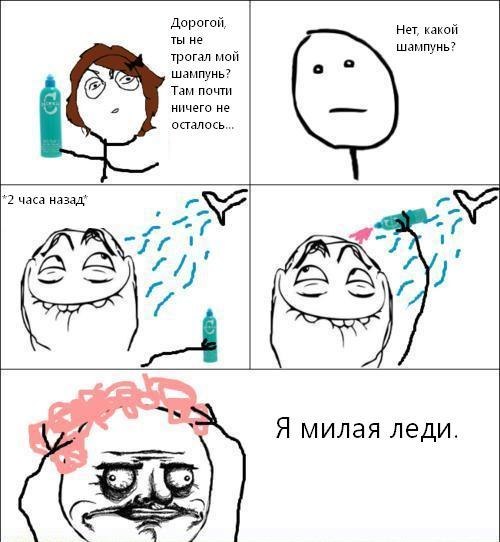 Дорогой,
ты не
трогал мой
шампунь?
Там почти
ничего не
осталось...
Нет, какой
шампунь?
*2 часа назад*
Я милая леди.